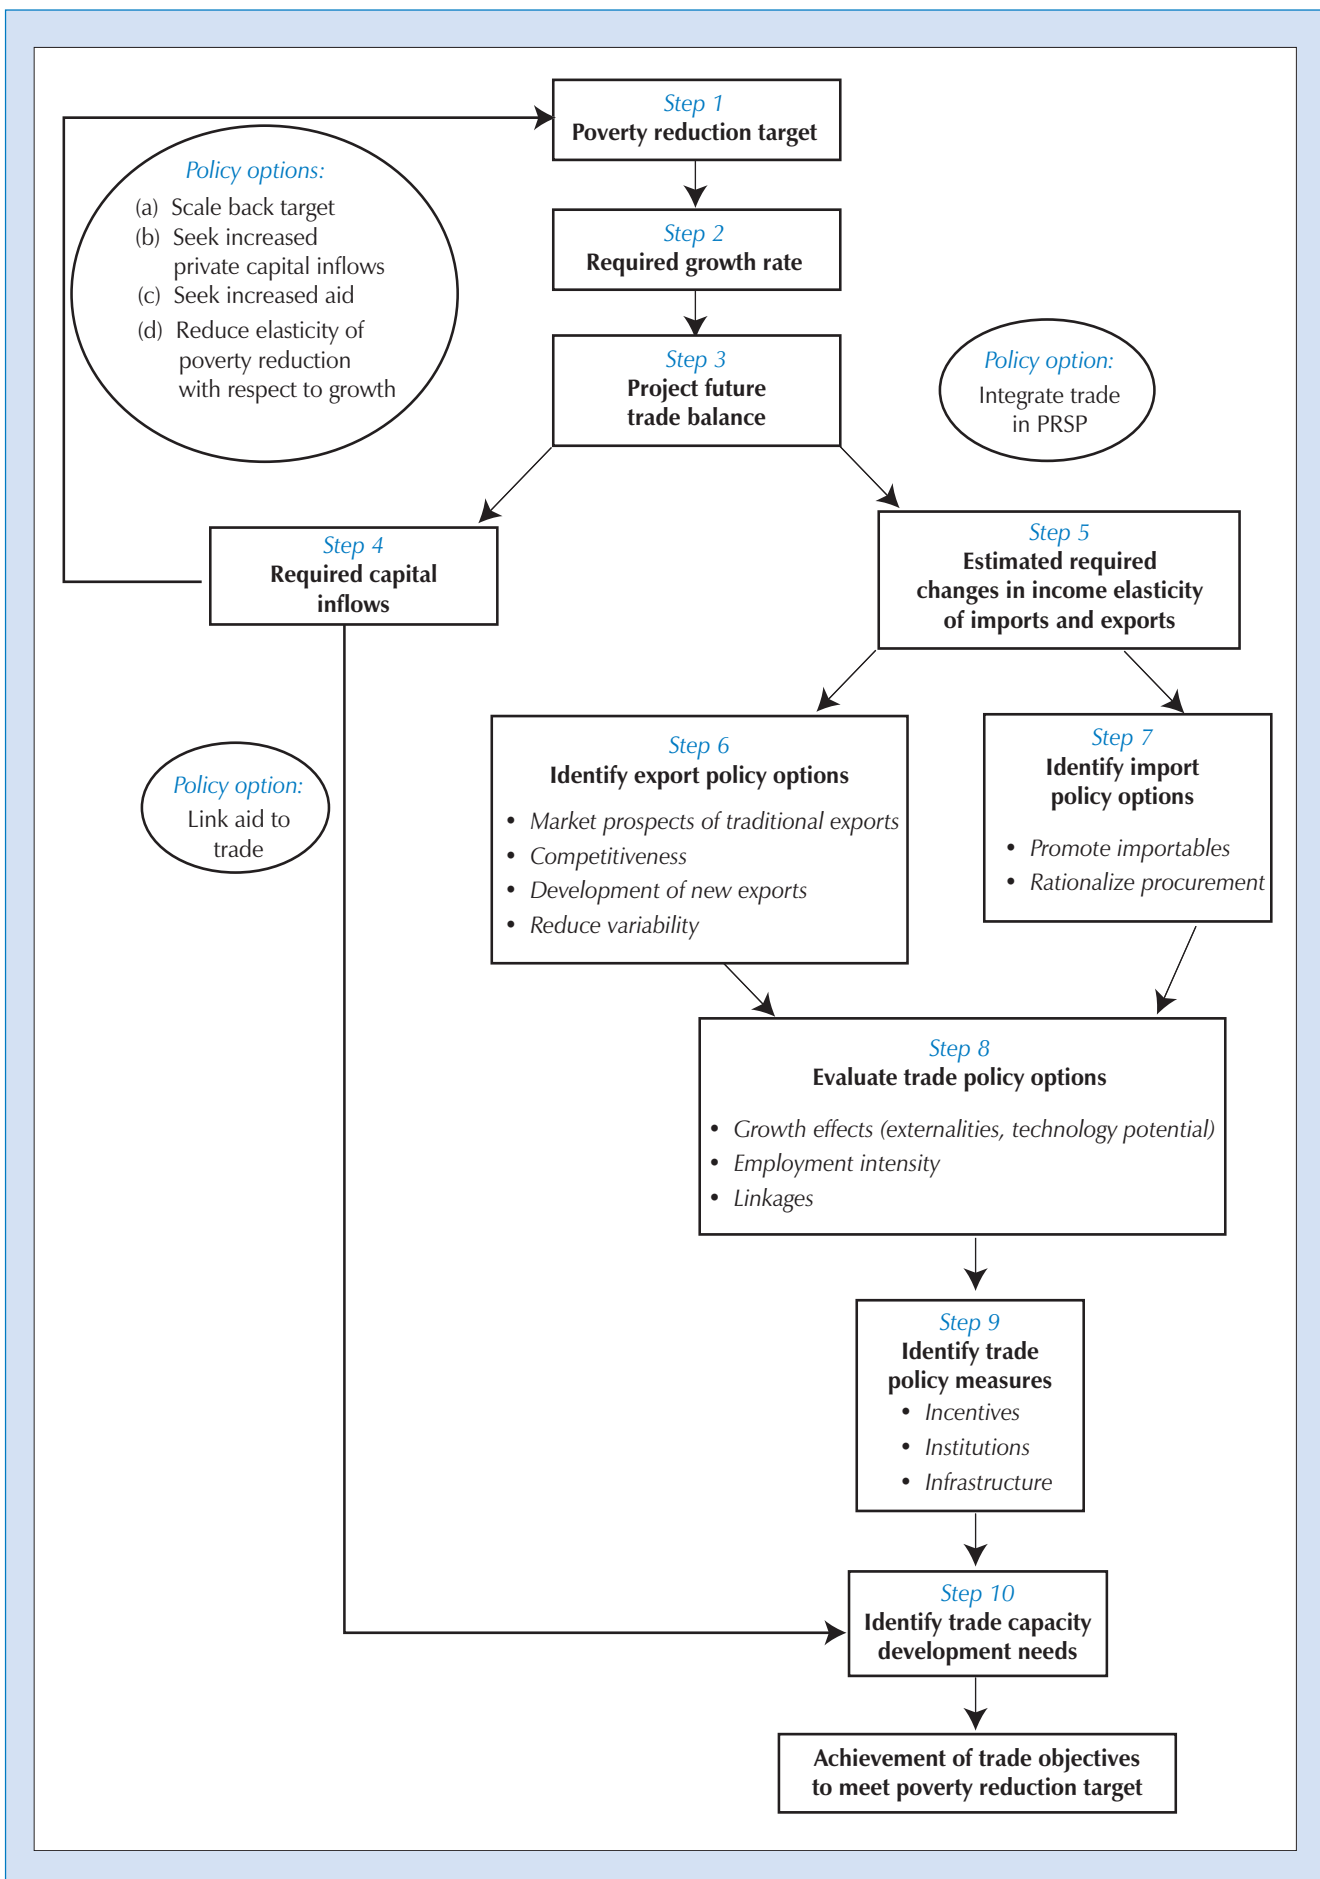 Step 1
Poverty reduction target
Policy options:
(a) Scale back target
(b) Seek increased
private capital inflows
(c) Seek increased aid
(d) Reduce elasticity of
poverty reduction
with respect to growth
Step 2
Required growth rate
Step 3
Project future
trade balance
Policy option:
Integrate trade
in PRSP
Step 4
Required capital
inflows
Step 5
Estimated required
changes in income elasticity
of imports and exports
Policy option:
Link aid to
trade
Step 6
Identify export policy options
• Market prospects of traditional exports
• Competitiveness
• Development of new exports
• Reduce variability
Step 7
Identify import
policy options
• Promote importables
• Rationalize procurement
Step 8
Evaluate trade policy options
• Growth effects (externalities, technology potential)
• Employment intensity
• Linkages
Step 9
Identify trade
policy measures
• Incentives
• Institutions
• Infrastructure
Step 10
Identify trade capacity
development needs
Achievement of trade objectives
to meet poverty reduction target